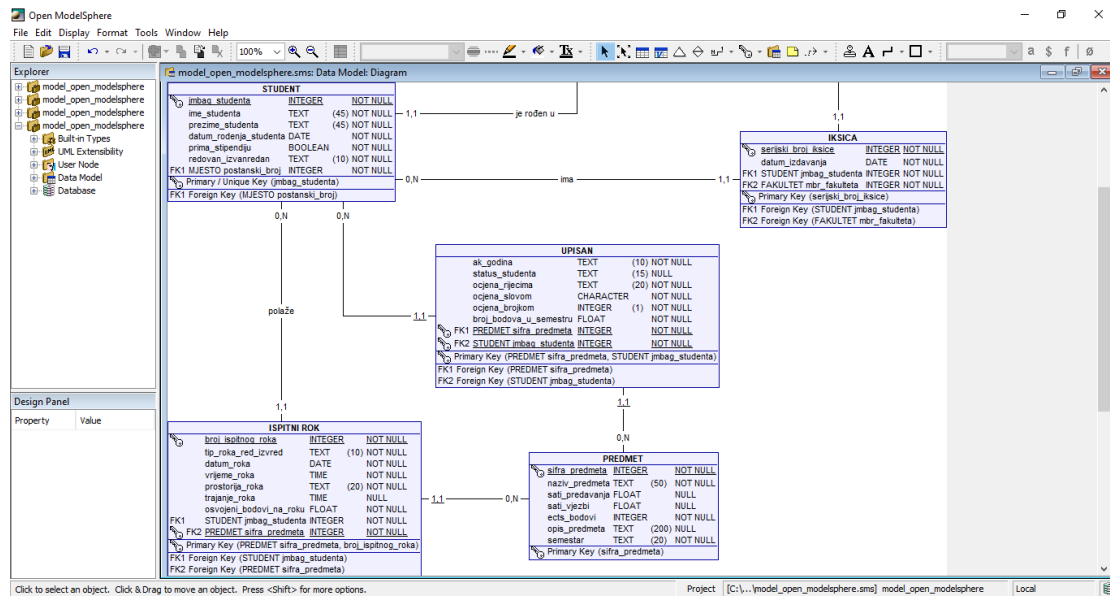 Open ModelSphere
File Edit Display Format Tools Window Help
100%
a $ f | ø
Explorer
model_open_modelsphere
model_open_modelsphere
model_open_modelsphere
model_open_modelsphere
Built-in Types
UML Extensibility
User Node
Data Model
Database
Design Panel
Property Value
model_open_modelsphere.sms: Data Model: Diagram
STUDENT
jmbag_studenta INTEGER NOT NULL
ime_studenta TEXT (45) NOT NULL
prezime_studenta TEXT (45) NOT NULL
datum_rodenja_studenta DATE NOT NULL
prima_stipendiju BOOLEAN NOT NULL
redovan_izvanredan TEXT (10) NOT NULL
FK1 MJESTO postanski_broj INTEGER NOT NULL
Primary / Unique Key (jmbag_studenta)
FK1 Foreign Key (MJESTO postanski_broj)
1,1 je rođen u
0,N ima 1,1
1,1
IKSICA
serijski_broj_iksice INTEGER NOT NULL
datum_izdavanja DATE NOT NULL
FK1 STUDENT jmbag_studenta INTEGER NOT NULL
FK2 FAKULTET mbr_fakulteta INTEGER NOT NULL
Primary Key (serijski_broj_iksice)
FK1 Foreign Key (STUDENT jmbag_studenta)
FK2 Foreign Key (FAKULTET mbr_fakulteta)
0,N 0,N
polaže
1,1
1,1
UPISAN
ak_godina TEXT (10) NOT NULL
status_studenta TEXT (15) NULL
ocjena_rijecima TEXT (20) NOT NULL
ocjena_slovom CHARACTER NOT NULL
ocjena_brojkom INTEGER (1) NOT NULL
broj_bodova_u_semestru FLOAT NOT NULL
FK1 PREDMET sifra_predmeta INTEGER NOT NULL
FK2 STUDENT jmbag_studenta INTEGER NOT NULL
Primary Key (PREDMET sifra_predmeta, STUDENT jmbag_studenta)
FK1 Foreign Key (PREDMET sifra_predmeta)
FK2 Foreign Key (STUDENT jmbag_studenta)
1,1
0,N
ISPITNI ROK
broj_ispitnog_roka INTEGER NOT NULL
tip_roka_red_izvred TEXT (10) NOT NULL
datum_roka DATE NOT NULL
vrijeme_roka TIME NOT NULL
prostorija_roka TEXT (20) NOT NULL
trajanje_roka TIME NULL
osvojeni_bodovi_na_roku FLOAT NOT NULL
FK1 STUDENT jmbag_studenta INTEGER NOT NULL
FK2 PREDMET sifra_predmeta INTEGER NOT NULL
Primary Key (PREDMET sifra_predmeta, broj_ispitnog_roka)
FK1 Foreign Key (STUDENT jmbag_studenta)
FK2 Foreign Key (PREDMET sifra_predmeta)
1,1 0,N
PREDMET
sifra_predmeta INTEGER NOT NULL
naziv_predmeta TEXT (50) NOT NULL
sati_predavanja FLOAT NULL
sati_vjezbi FLOAT NULL
ects_bodovi INTEGER NOT NULL
opis_predmeta TEXT (200) NULL
semestar TEXT (20) NOT NULL
Primary Key (sifra_predmeta)
Click to select an object. Click & Drag to move an object. Press <Shift> for more options.
Project [C:\...\model_open_modelsphere.sms] model_open_modelsphere Local